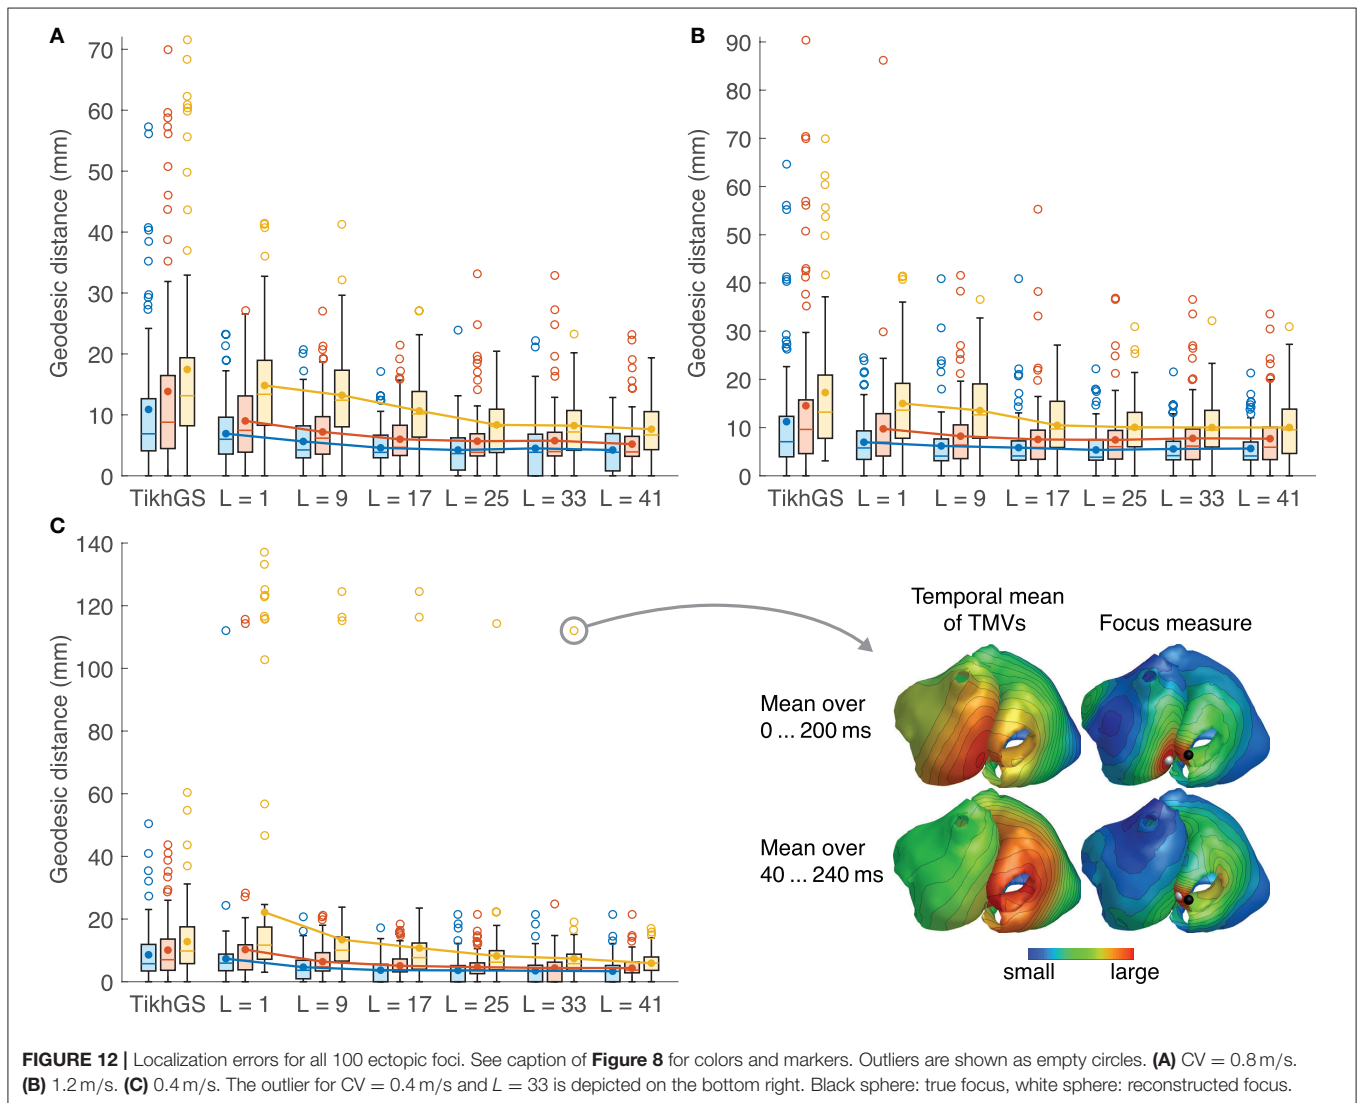 A
Geodesic distance (mm)
70
60
50
40
30
20
10
0
TikhGS L = 1 L = 9 L = 17 L = 25 L = 33 L = 41
B
Geodesic distance (mm)
90
80
70
60
50
40
30
20
10
0
TikhGS L = 1 L = 9 L = 17 L = 25 L = 33 L = 41
C
Geodesic distance (mm)
140
120
100
80
60
40
20
0
TikhGS L = 1 L = 9 L = 17 L = 25 L = 33 L = 41
Temporal mean
of TMVs
Focus measure
Mean over
0 ... 200 ms
Mean over
40 ... 240 ms
small large
FIGURE 12 | Localization errors for all 100 ectopic foci. See caption of Figure 8 for colors and markers. Outliers are shown as empty circles. (A) CV = 0.8 m/s.
(B) 1.2 m/s. (C) 0.4 m/s. The outlier for CV = 0.4 m/s and L = 33 is depicted on the bottom right. Black sphere: true focus, white sphere: reconstructed focus.